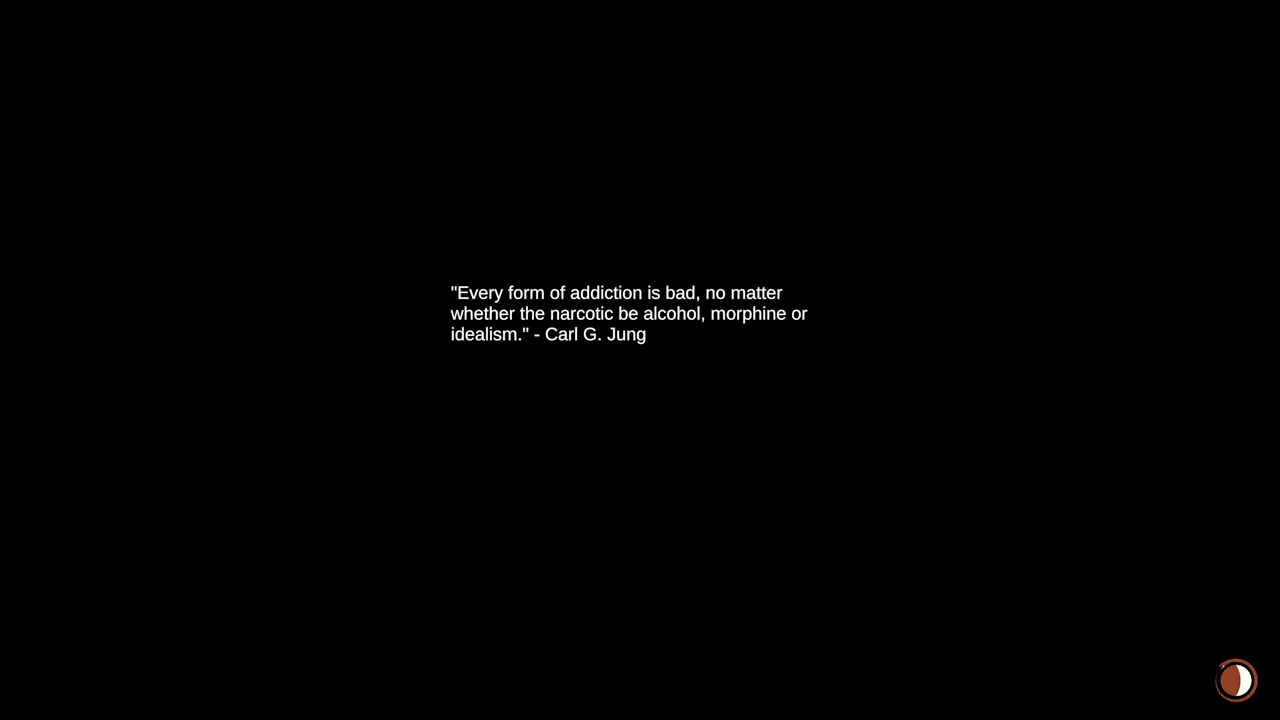 "Every form of addiction is bad, no matter
whether the narcotic be alcohol, morphine or
idealism." - Carl G. Jung